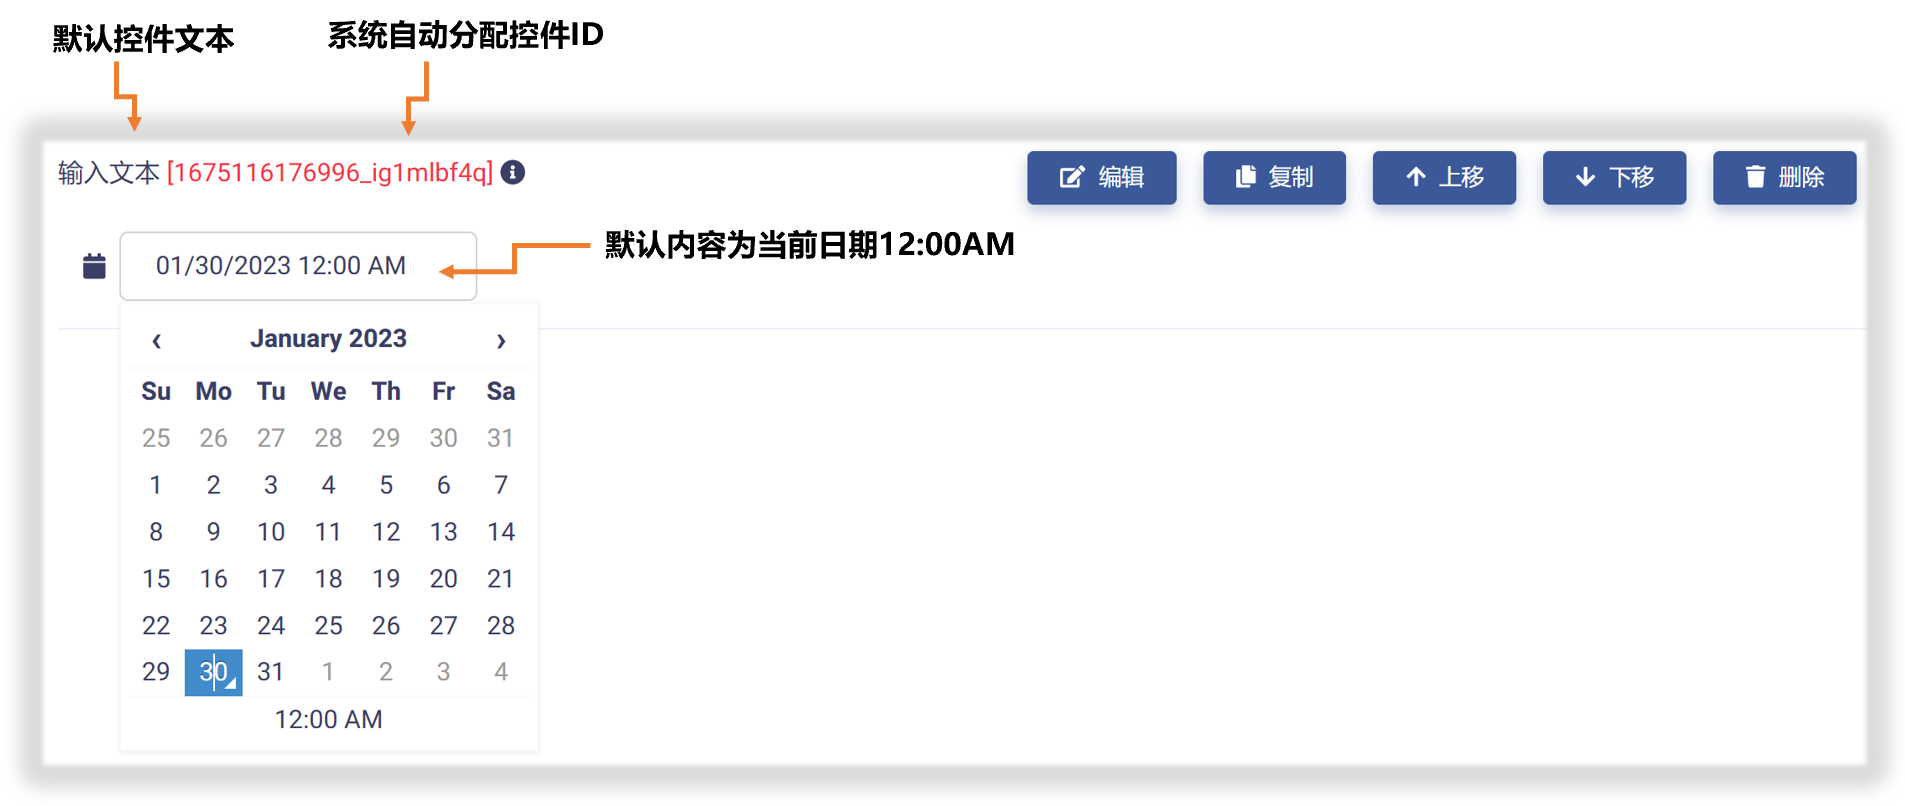 默认控件文本
系统自动分配控件ID
输入文本 [1675116176996_ig1mlbf4q]
编辑
复制
上移
下移
删除
01/30/2023 12:00 AM
默认内容为当前日期12:00AM
‹ January 2023 ›
Su Mo Tu We Th Fr Sa
25 26 27 28 29 30 31
1 2 3 4 5 6 7
8 9 10 11 12 13 14
15 16 17 18 19 20 21
22 23 24 25 26 27 28
29 30 31 1 2 3 4
12:00 AM